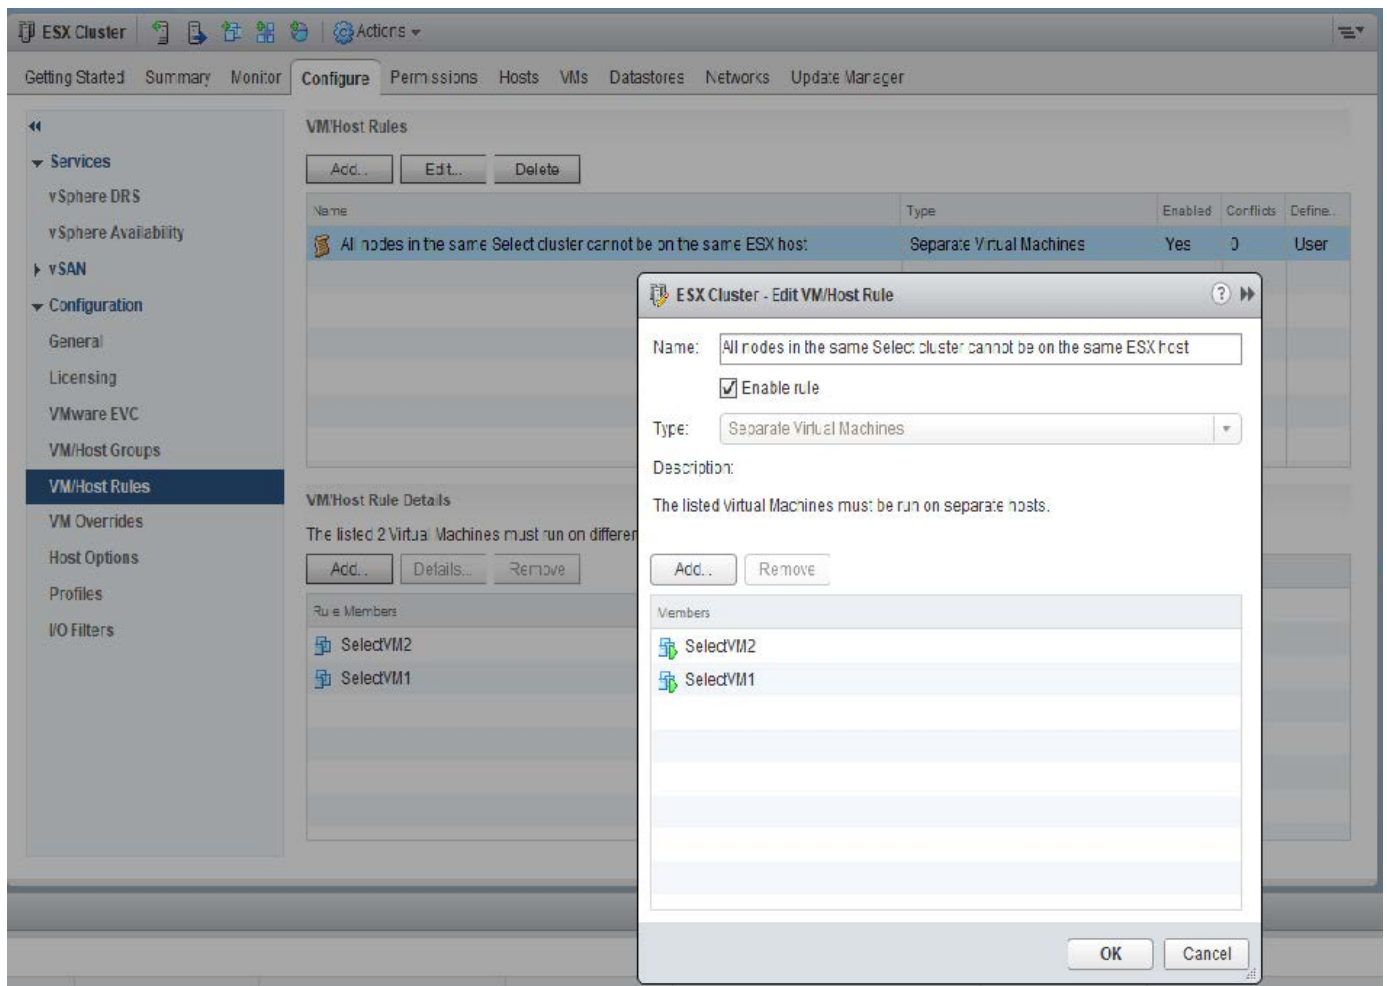 ESX Cluster Actions
Getting Started Summary Monitor Configure Permissions Hosts VMs Datastores Networks Update Manager
VM/Host Rules
Services
Add... Edit... Delete
vSphere DRS
Name Type Enabled Conflicts Define...
vSphere Availability
All nodes in the same Select cluster cannot be on the same ESX host Separate Virtual Machines Yes 0 User
vSAN
Configuration
General
Licensing
VMware EVC
VM/Host Groups
VM/Host Rules
VM Overrides
Host Options
Profiles
I/O Filters
VM/Host Rule Details
The listed 2 Virtual Machines must run on differen
Add... Details... Remove
Rule Members
SelectVM2
SelectVM1
ESX Cluster - Edit VM/Host Rule ?
Name: All nodes in the same Select cluster cannot be on the same ESX host
Enable rule
Type: Separate Virtual Machines
Description:
The listed Virtual Machines must be run on separate hosts.
Add... Remove
Members
SelectVM2
SelectVM1
OK Cancel